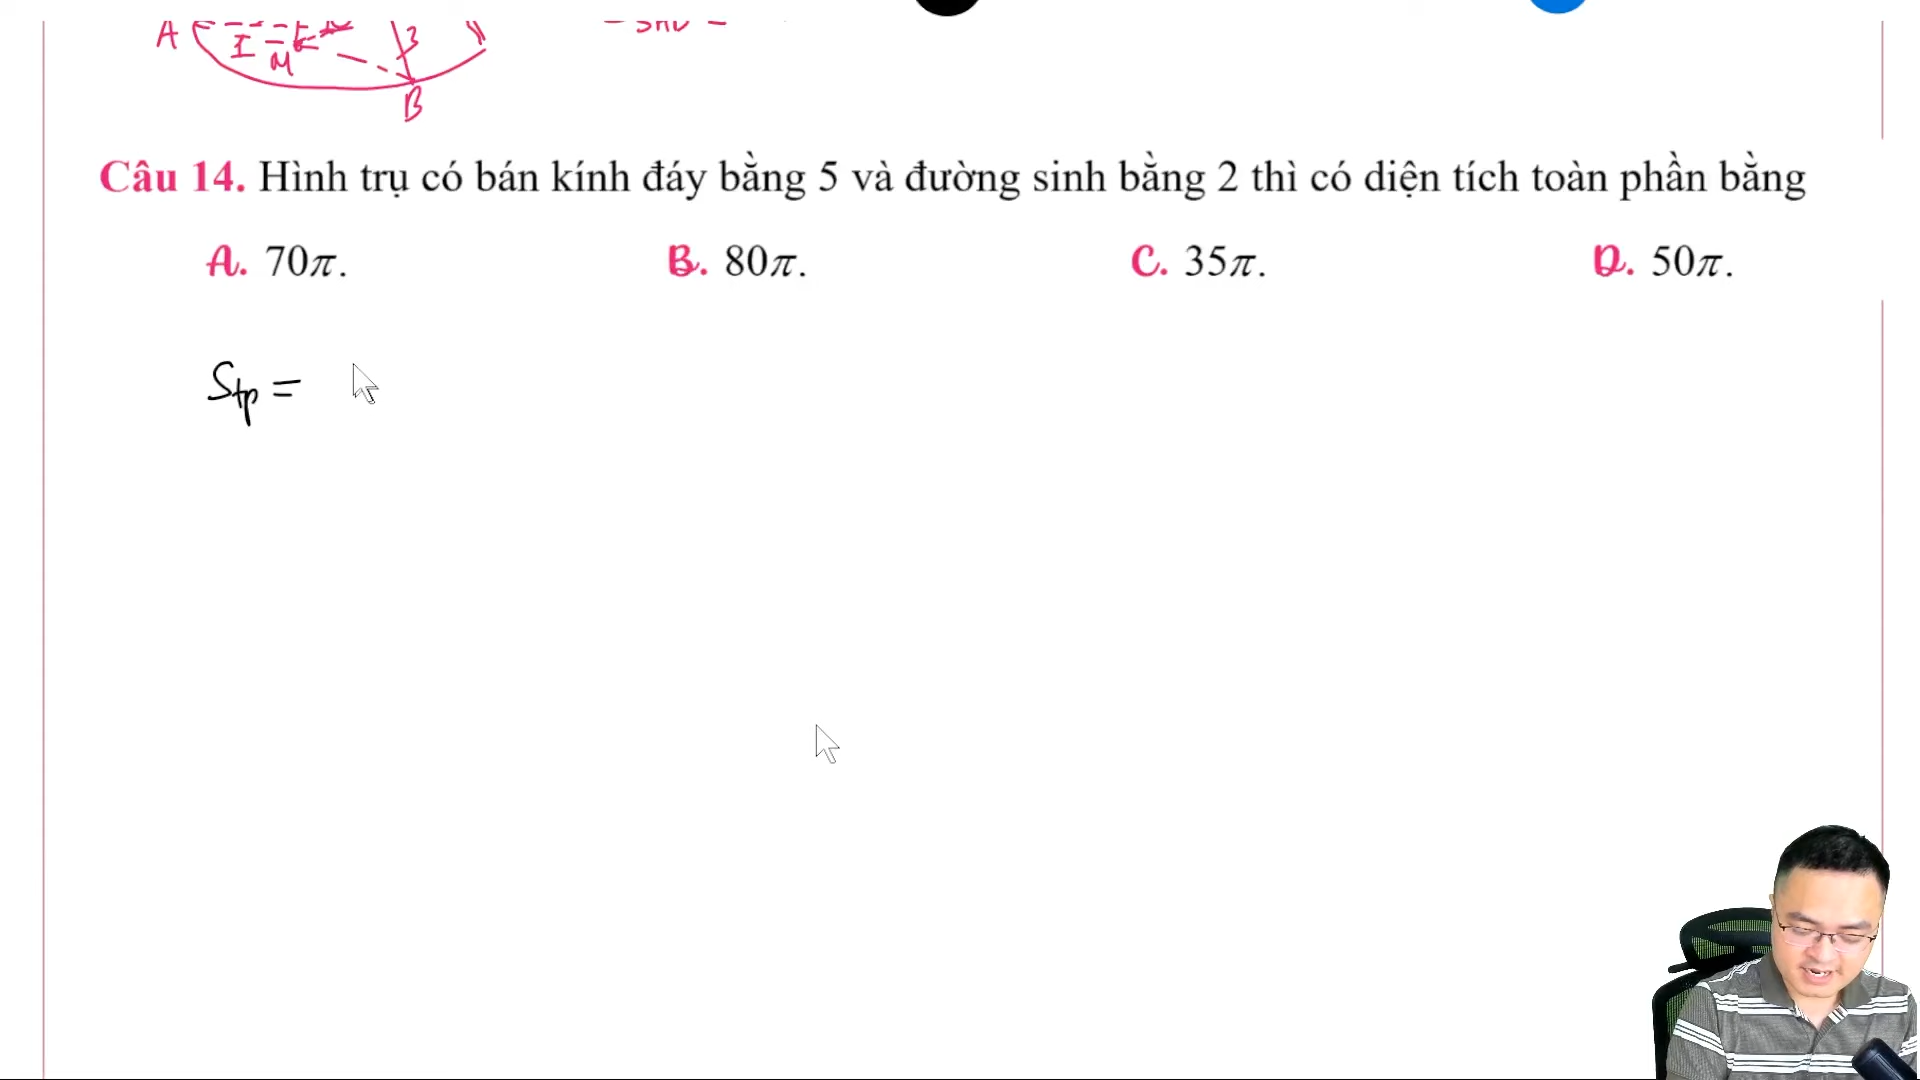 A
I
M
3
B
Câu 14. Hình trụ có bán kính đáy bằng 5 và đường sinh bằng 2 thì có diện tích toàn phần bằng
A. 70π. B. 80π. C. 35π. D. 50π.
Stp =